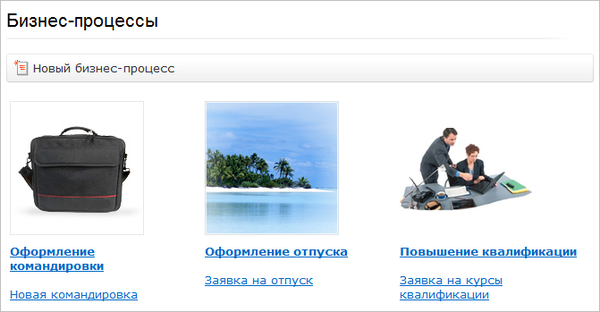 Бизнес-процессы
Новый бизнес-процесс
Оформление
командировки
Новая командировка
Оформление отпуска
Заявка на отпуск
Повышение квалификации
Заявка на курсы
квалификации